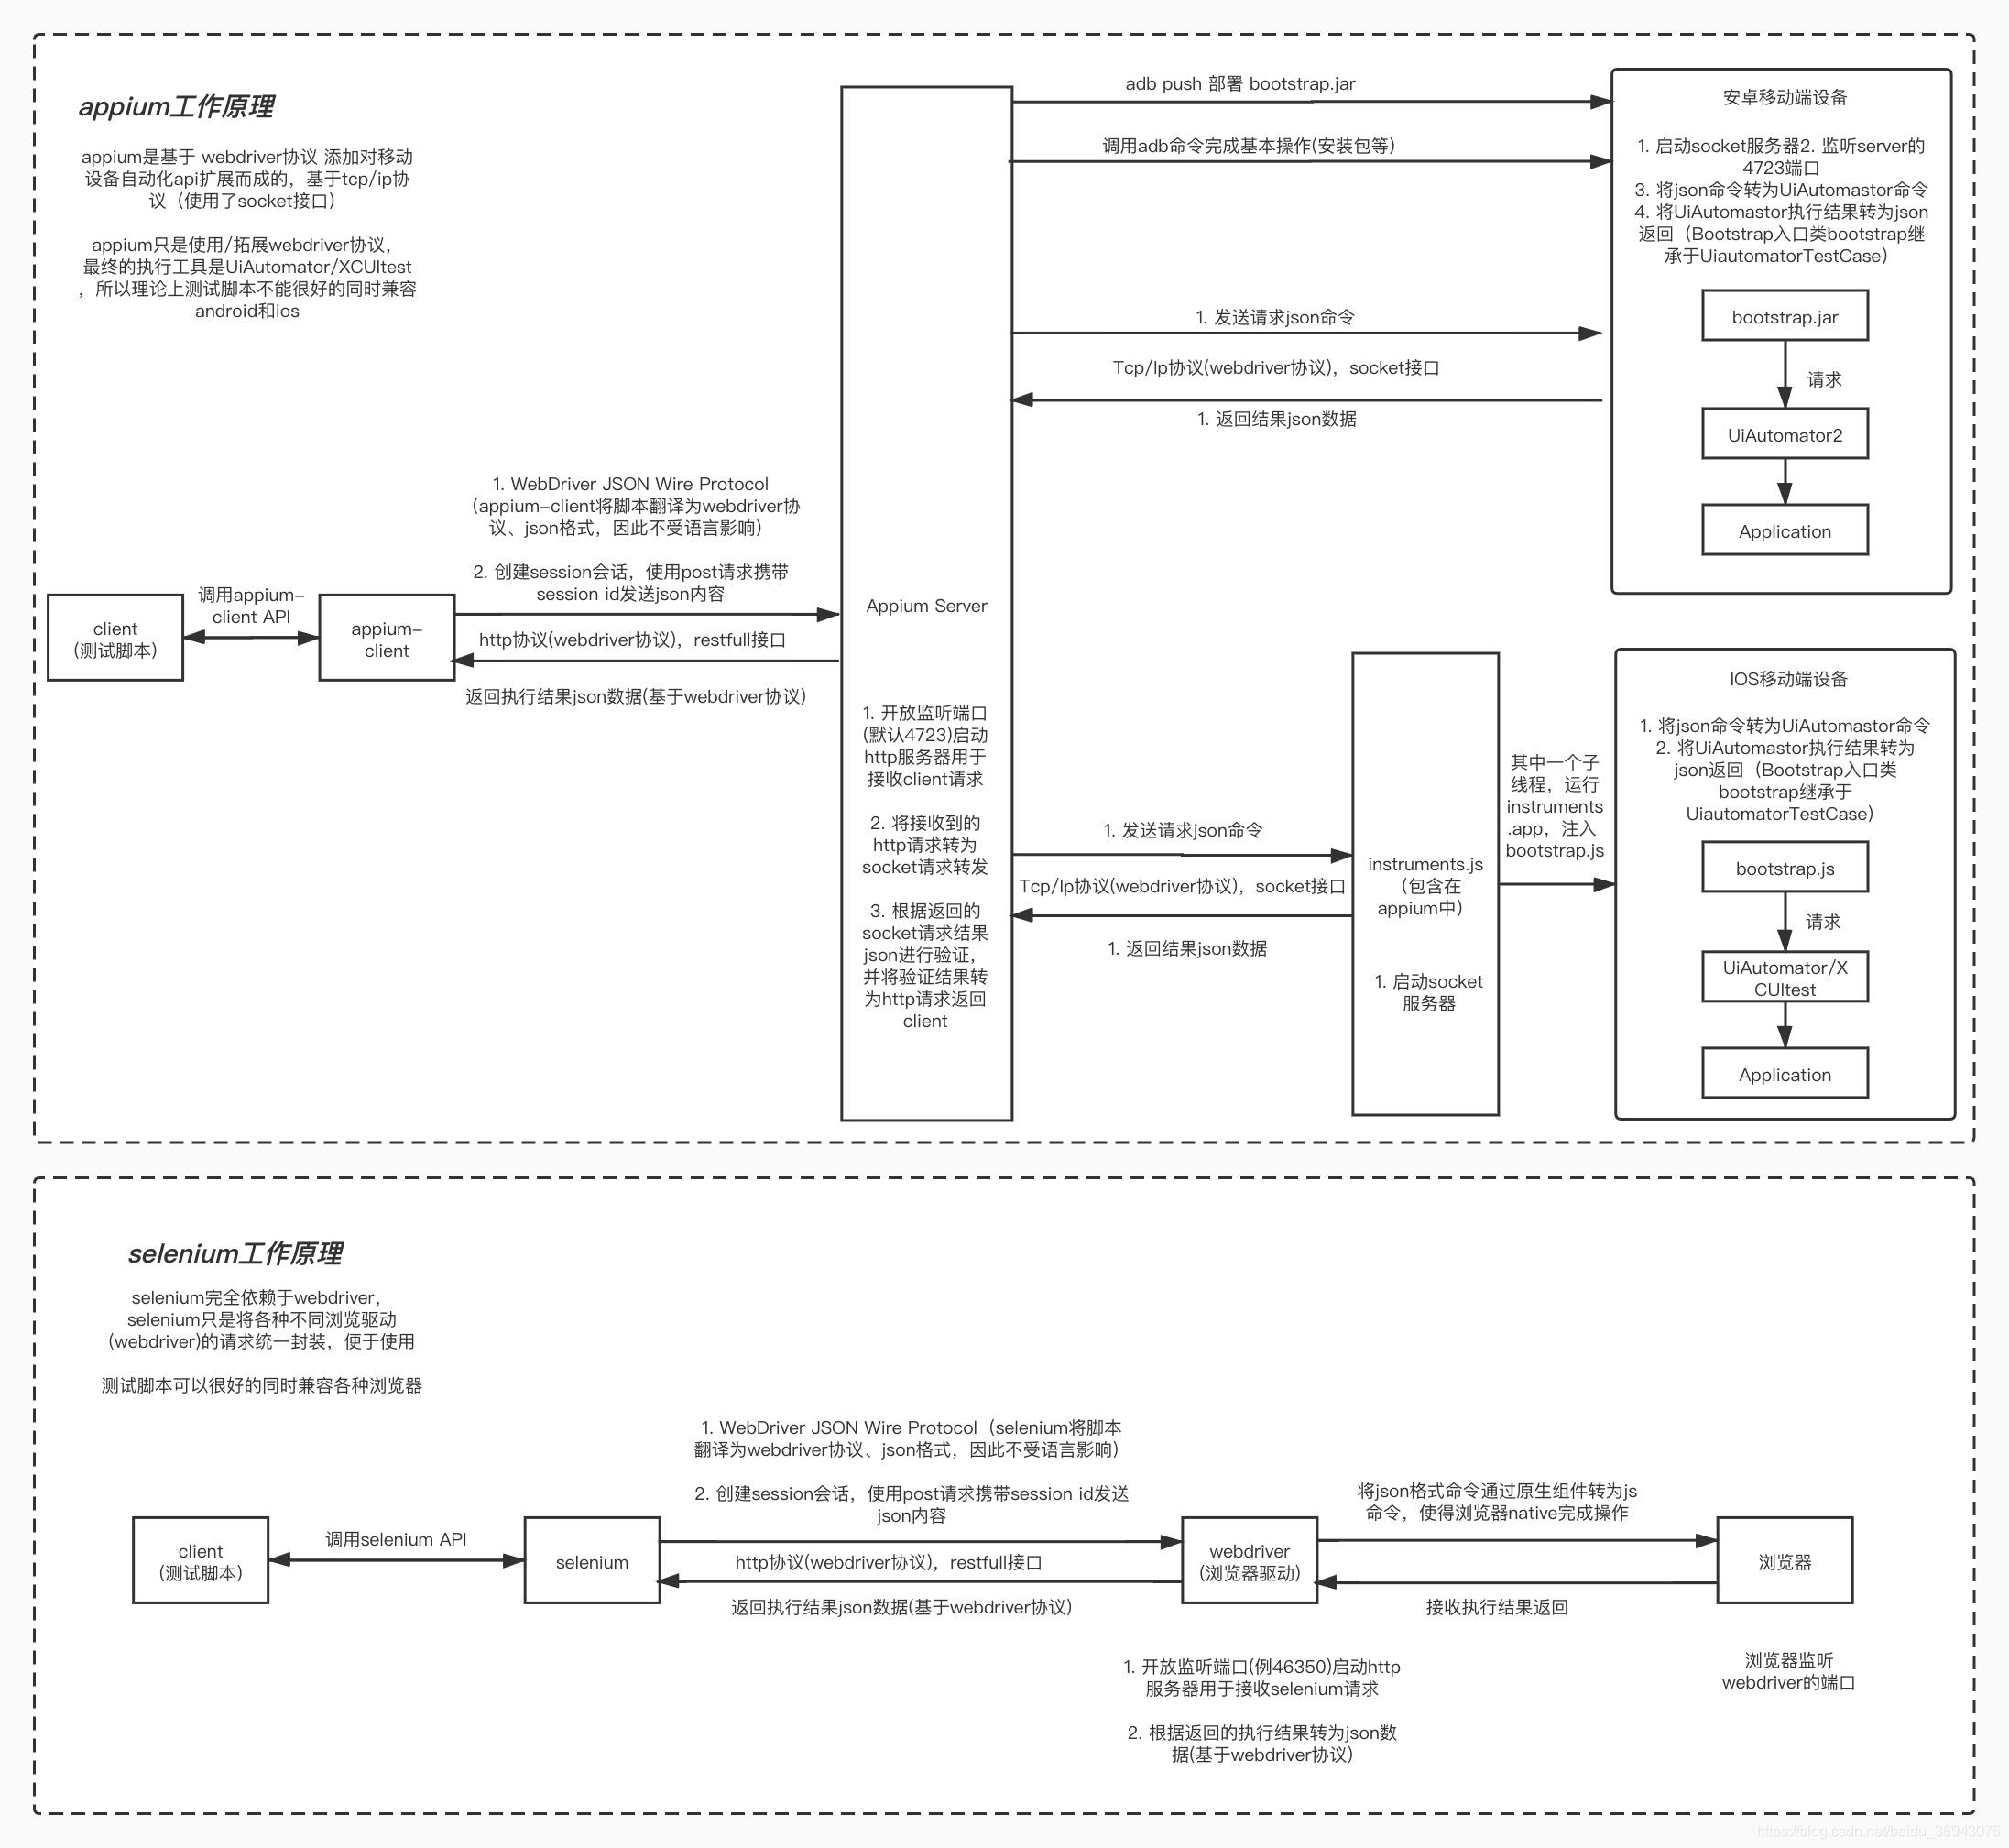 appium工作原理
appium是基于 webdriver协议 添加对移动
设备自动化api扩展而成的，基于tcp/ip协
议（使用了socket接口）
appium只是使用/拓展webdriver协议，
最终的执行工具是UiAutomator/XCUItest
，所以理论上测试脚本不能很好的同时兼容
android和ios
client
(测试脚本)
调用appium-
client API
appium-
client
1. WebDriver JSON Wire Protocol
（appium-client将脚本翻译为webdriver协
议、json格式，因此不受语言影响）
2. 创建session会话，使用post请求携带
session id发送json内容
http协议(webdriver协议)，restfull接口
返回执行结果json数据(基于webdriver协议)
Appium Server
1. 开放监听端口
(默认4723)启动
http服务器用于
接收client请求
2. 将接收到的
http请求转为
socket请求转发
3. 根据返回的
socket请求结果
json进行验证，
并将验证结果转
为http请求返回
client
adb push 部署 bootstrap.jar
调用adb命令完成基本操作(安装包等)
1. 发送请求json命令
Tcp/Ip协议(webdriver协议)，socket接口
1. 返回结果json数据
安卓移动端设备
1. 启动socket服务器2. 监听server的
4723端口
3. 将json命令转为UiAutomastor命令
4. 将UiAutomastor执行结果转为json
返回（Bootstrap入口类bootstrap继
承于UiautomatorTestCase）
bootstrap.jar
请求
UiAutomator2
Application
1. 发送请求json命令
Tcp/Ip协议(webdriver协议)，socket接口
1. 返回结果json数据
instruments.js
（包含在
appium中）
1. 启动socket
服务器
其中一个子
线程，运行
instruments
.app，注入
bootstrap.js
IOS移动端设备
1. 将json命令转为UiAutomastor命令
2. 将UiAutomastor执行结果转为
json返回（Bootstrap入口类
bootstrap继承于
UiautomatorTestCase）
bootstrap.js
请求
UiAutomator/X
CUItest
Application
selenium工作原理
selenium完全依赖于webdriver，
selenium只是将各种不同浏览驱动
(webdriver)的请求统一封装，便于使用
测试脚本可以很好的同时兼容各种浏览器
client
(测试脚本)
调用selenium API
selenium
1. WebDriver JSON Wire Protocol（selenium将脚本
翻译为webdriver协议、json格式，因此不受语言影响）
2. 创建session会话，使用post请求携带session id发送
json内容
http协议(webdriver协议)，restfull接口
返回执行结果json数据(基于webdriver协议)
webdriver
（浏览器驱动）
1. 开放监听端口(例46350)启动http
服务器用于接收selenium请求
2. 根据返回的执行结果转为json数
据(基于webdriver协议)
将json格式命令通过原生组件转为js
命令，使得浏览器native完成操作
接收执行结果返回
浏览器
浏览器监听
webdriver的端口
https://blog.csdn.net/baidu_36943075